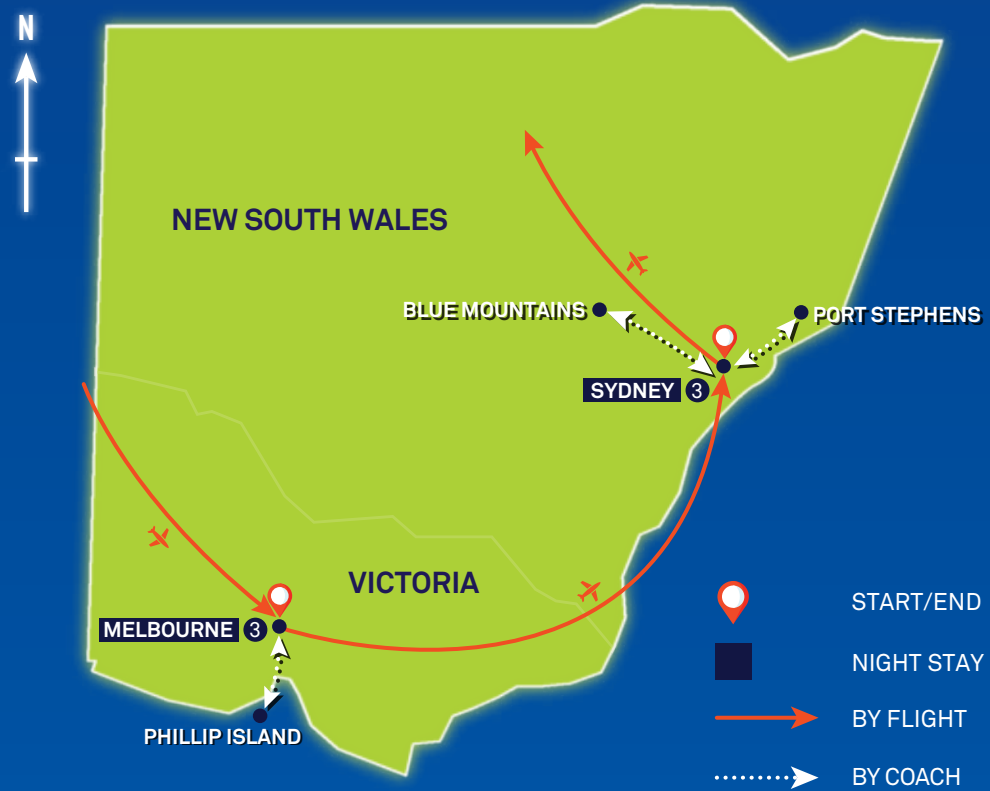 N
NEW SOUTH WALES
BLUE MOUNTAINS
PORT STEPHENS
SYDNEY 3
VICTORIA
MELBOURNE 3
PHILLIP ISLAND
START/END
NIGHT STAY
BY FLIGHT
BY COACH